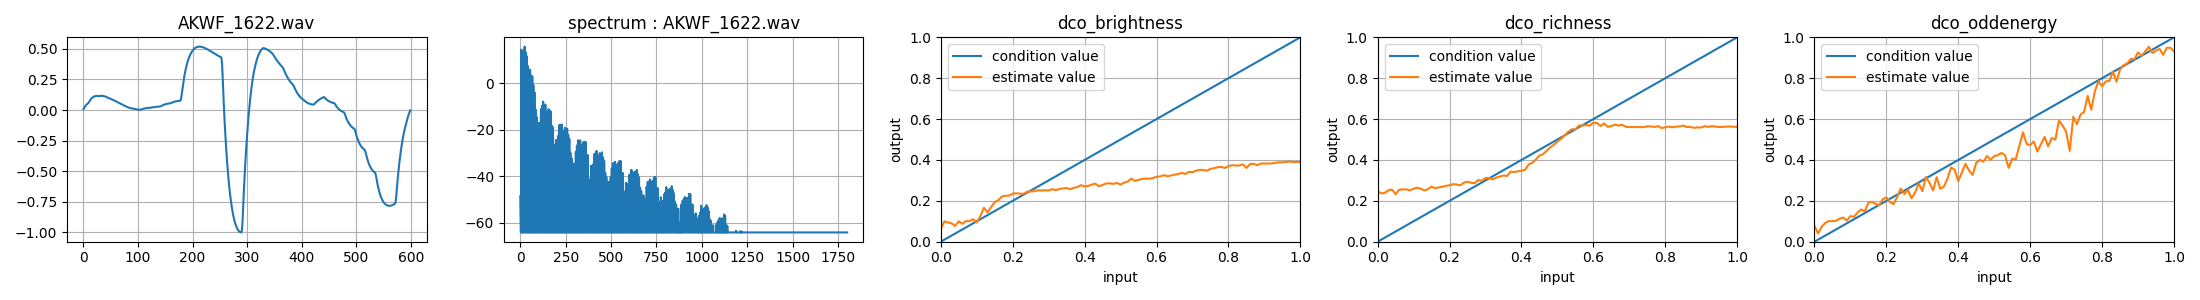 AKWF_1622.wav
0.50
0.25
0.00
−0.25
−0.50
−0.75
−1.00
0 100 200 300 400 500 600
spectrum : AKWF_1622.wav
0
−20
−40
−60
0 250 500 750 1000 1250 1500 1750
dco_brightness
condition value
estimate value
output
1.0
0.8
0.6
0.4
0.2
0.0
0.0 0.2 0.4 0.6 0.8 1.0
input
dco_richness
condition value
estimate value
output
1.0
0.8
0.6
0.4
0.2
0.0
0.0 0.2 0.4 0.6 0.8 1.0
input
dco_oddenergy
condition value
estimate value
output
1.0
0.8
0.6
0.4
0.2
0.0
0.0 0.2 0.4 0.6 0.8 1.0
input